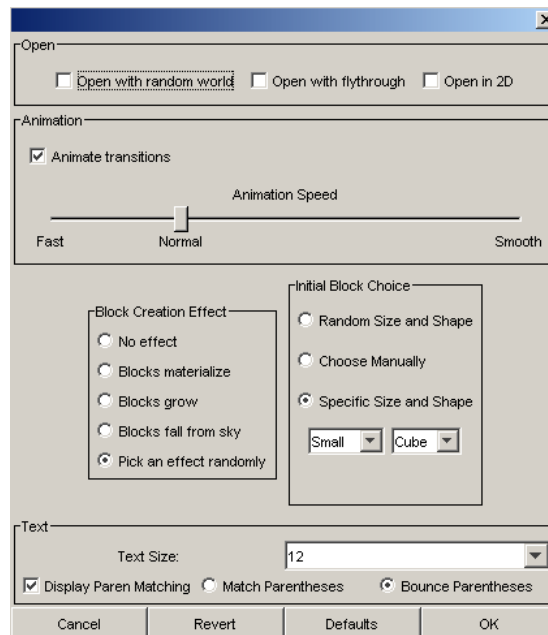 Open
Open with random world Open with flythrough Open in 2D
Animation
Animate transitions
Animation Speed
Fast Normal Smooth
Block Creation Effect
No effect
Blocks materialize
Blocks grow
Blocks fall from sky
Pick an effect randomly
Initial Block Choice
Random Size and Shape
Choose Manually
Specific Size and Shape
Small Cube
Text
Text Size: 12
Display Paren Matching Match Parentheses Bounce Parentheses
Cancel Revert Defaults OK